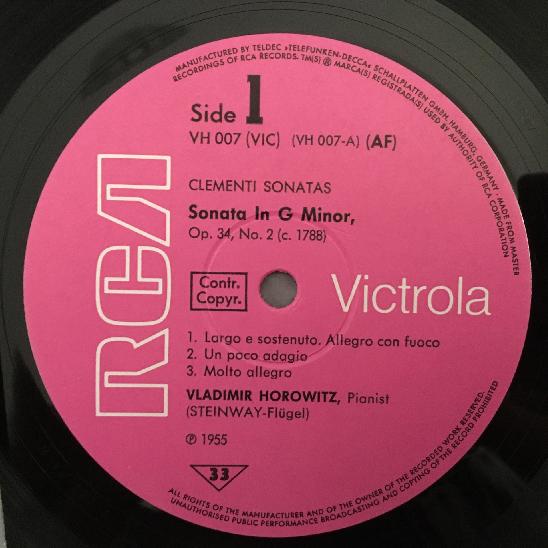 MANUFACTURED BY TELDEC »TELEFUNKEN-DECCA« SCHALLPLATTEN GMBH, HAMBURG, GERMANY · MADE FROM MASTER
RECORDINGS OF RCA RECORDS. TM(S) ® MARCA(S) REGISTRADA(S) USED BY AUTHORITY OF RCA CORPORATION
Side 1
VH 007 (VIC) (VH 007-A) (AF)
CLEMENTI SONATAS
Sonata In G Minor,
Op. 34, No. 2 (c. 1788)
RCA
Contr.
Copyr.
Victrola
1. Largo e sostenuto. Allegro con fuoco
2. Un poco adagio
3. Molto allegro
VLADIMIR HOROWITZ, Pianist
(STEINWAY-Flügel)
℗ 1955
33
ALL RIGHTS OF THE MANUFACTURER AND OF THE OWNER OF THE RECORDED WORK RESERVED.
UNAUTHORISED PUBLIC PERFORMANCE BROADCASTING AND COPYING OF THE RECORD PROHIBITED